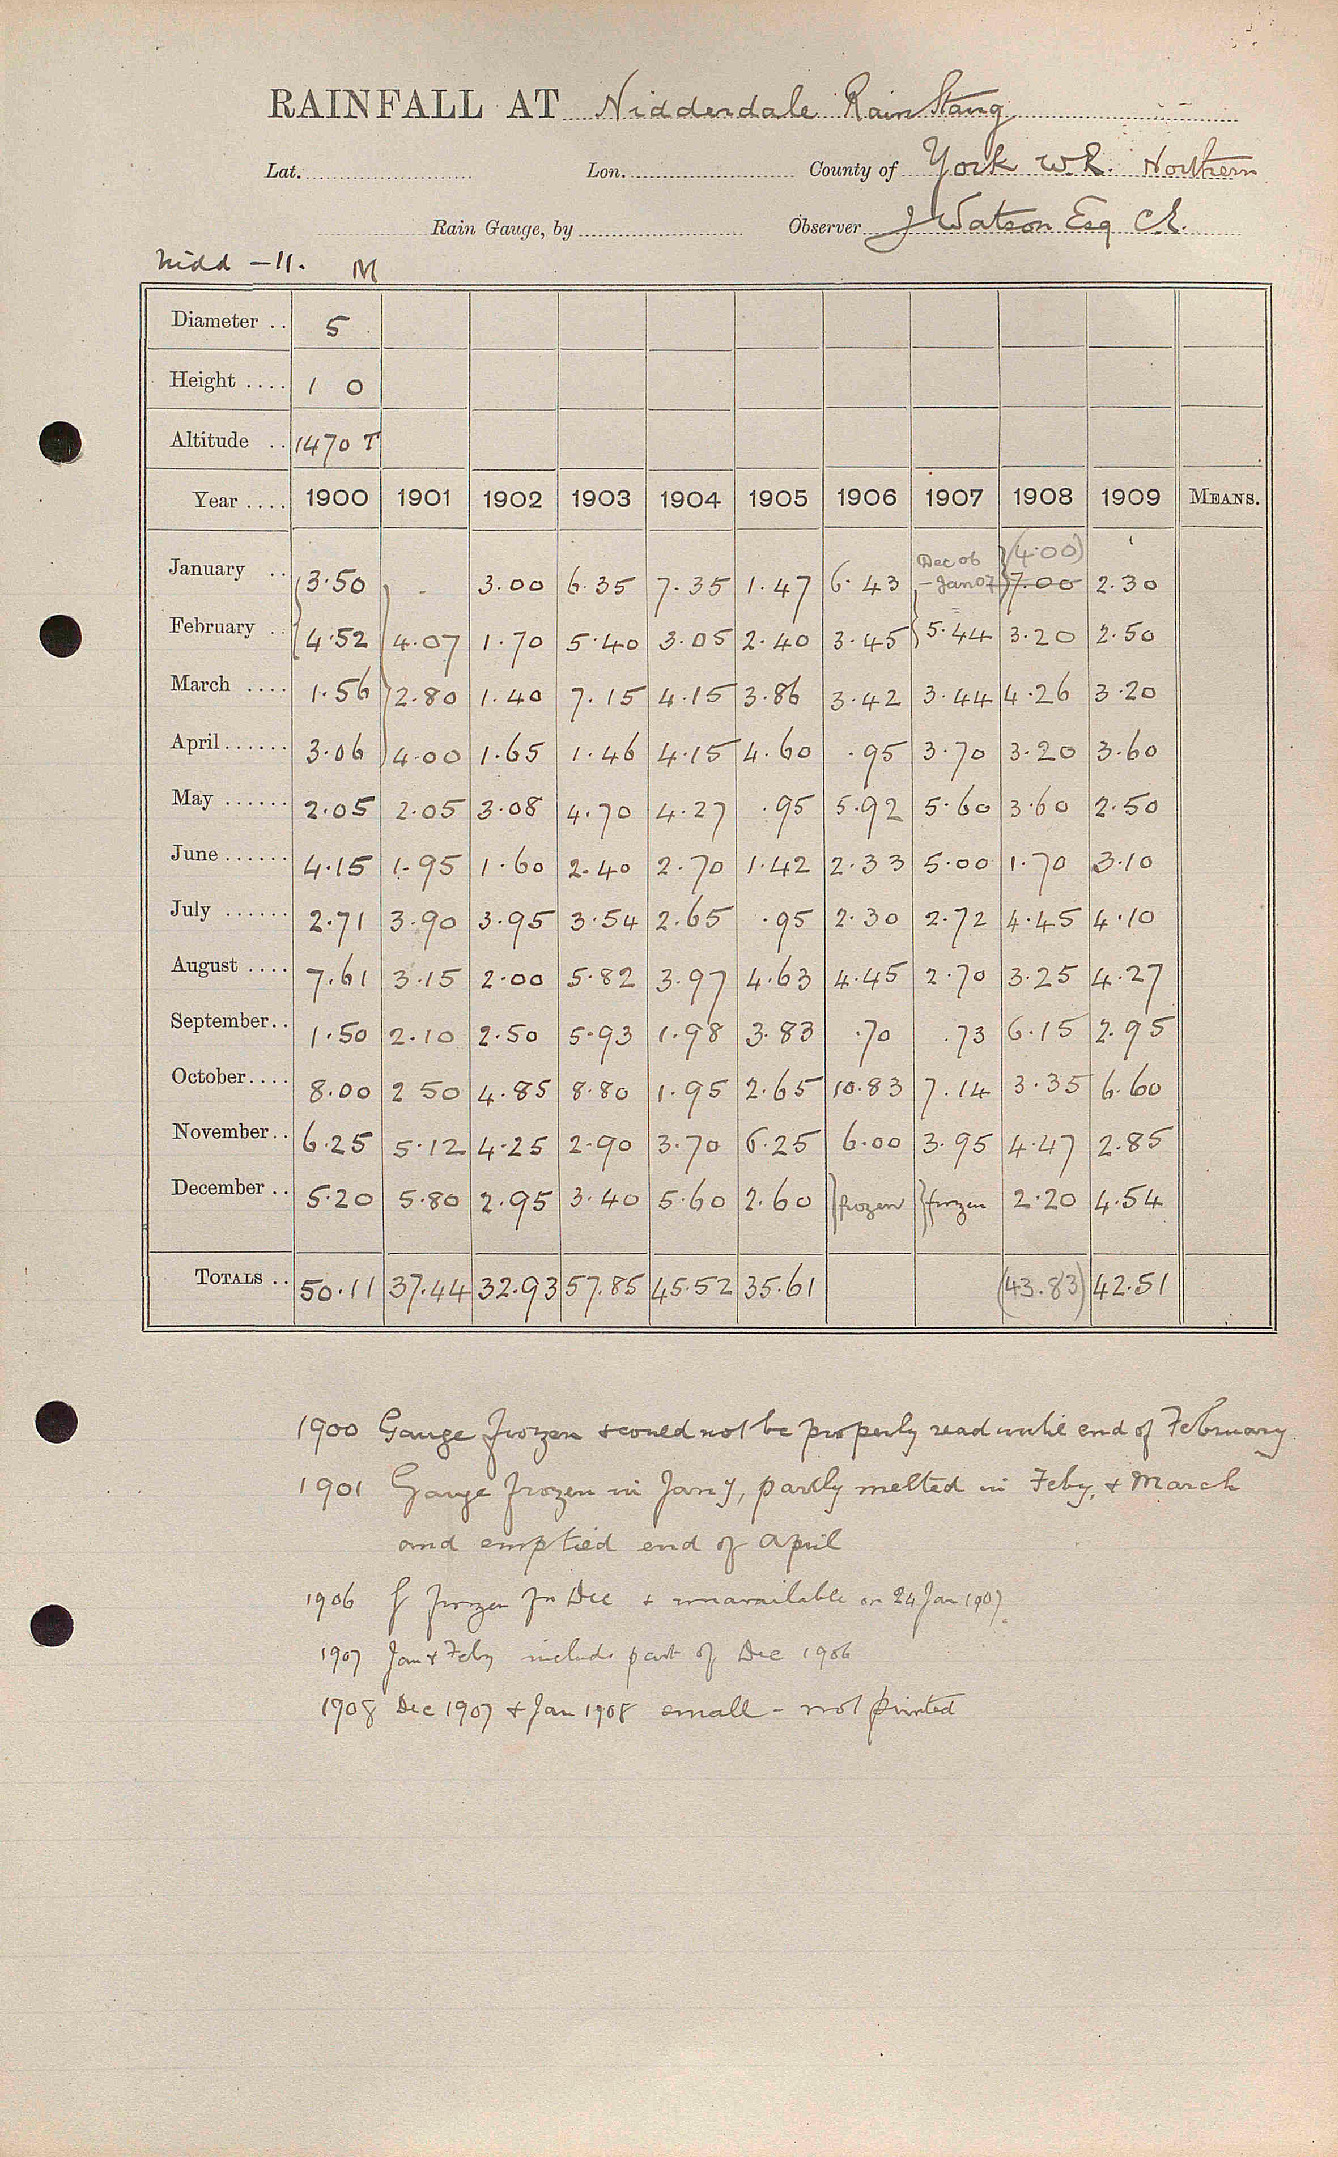 RAINFALL AT Nidderdale Rain Stang
Lat. Lon. County of York W.R. Northern
Rain Gauge, by Observer J Watson Esq C.E.
Nidd —11. M
Diameter .. 5
Height .... 1 0
Altitude .. 1470 T
Year .... 1900 1901 1902 1903 1904 1905 1906 1907 1908 1909 MEANS.
Dec 06 (4.00)
January .. 3.50 . 3.00 6.35 7.35 1.47 6.43 -Jan 07 7.00 2.30
February .. 4.52 4.07 1.70 5.40 3.05 2.40 3.45 5.44 3.20 2.50
March .... 1.56 2.80 1.40 7.15 4.15 3.86 3.42 3.44 4.26 3.20
April...... 3.06 4.00 1.65 1.46 4.15 4.60 .95 3.70 3.20 3.60
May ...... 2.05 2.05 3.08 4.70 4.27 .95 5.92 5.60 3.60 2.50
June...... 4.15 1.95 1.60 2.40 2.70 1.42 2.33 5.00 1.70 3.10
July ...... 2.71 3.90 3.95 3.54 2.65 .95 2.30 2.72 4.45 4.10
August .... 7.61 3.15 2.00 5.82 3.97 4.63 4.45 2.70 3.25 4.27
September.. 1.50 2.10 2.50 5.93 1.98 3.83 .70 .73 6.15 2.95
October.... 8.00 2 50 4.85 8.80 1.95 2.65 10.83 7.14 3.35 6.60
November.. 6.25 5.12 4.25 2.90 3.70 6.25 6.00 3.95 4.47 2.85
December .. 5.20 5.80 2.95 3.40 5.60 2.60 frozen frozen 2.20 4.54
TOTALS .. 50.11 37.44 32.93 57.85 45.52 35.61 (43.83) 42.51
1900 Gauge frozen & could not be properly read until end of February
1901 Gauge frozen in Jany, partly melted in Feby. & March
and emptied end of April
1906 G frozen in Dec & unavailable on 24 Jan 1907.
1907 Jan & Feby include part of Dec 1906
1908 Dec 1907 & Jan 1908 small - not printed